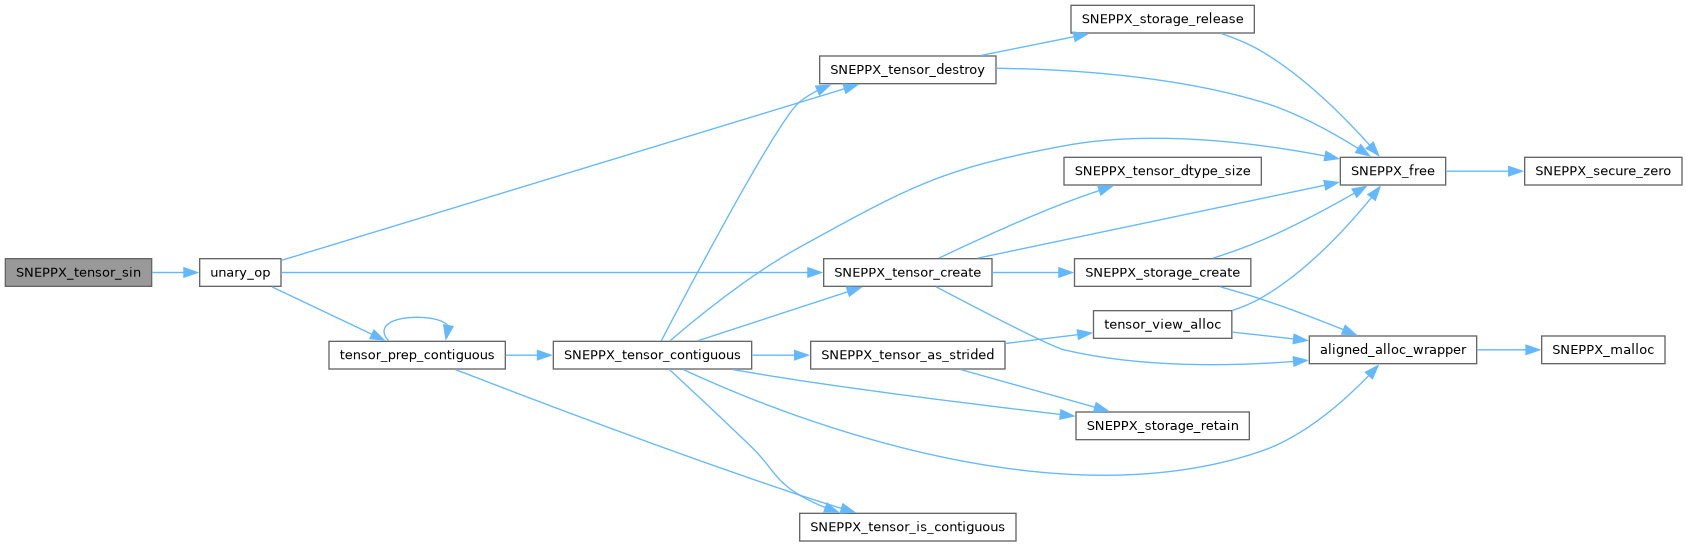 SNEPPX_tensor_sin
unary_op
tensor_prep_contiguous
SNEPPX_tensor_contiguous
SNEPPX_tensor_destroy
SNEPPX_tensor_create
SNEPPX_tensor_as_strided
SNEPPX_tensor_is_contiguous
SNEPPX_storage_release
SNEPPX_tensor_dtype_size
SNEPPX_storage_create
tensor_view_alloc
SNEPPX_storage_retain
SNEPPX_free
aligned_alloc_wrapper
SNEPPX_secure_zero
SNEPPX_malloc